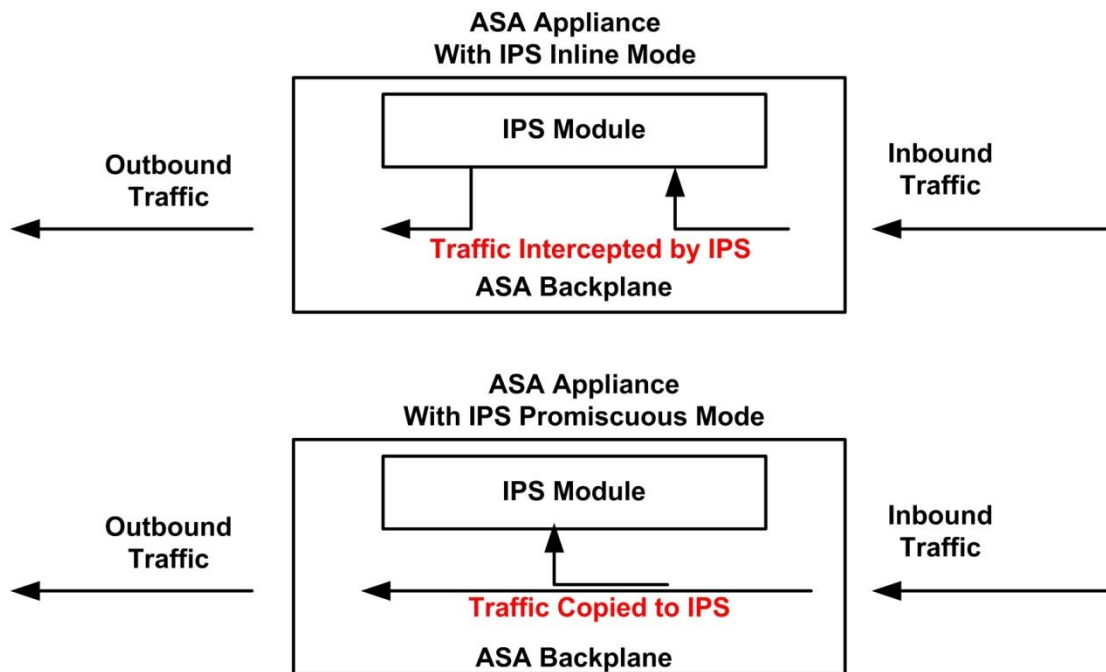 ASA Appliance
With IPS Inline Mode
IPS Module
Outbound
Traffic
Inbound
Traffic
Traffic Intercepted by IPS
ASA Backplane
ASA Appliance
With IPS Promiscuous Mode
IPS Module
Outbound
Traffic
Inbound
Traffic
Traffic Copied to IPS
ASA Backplane